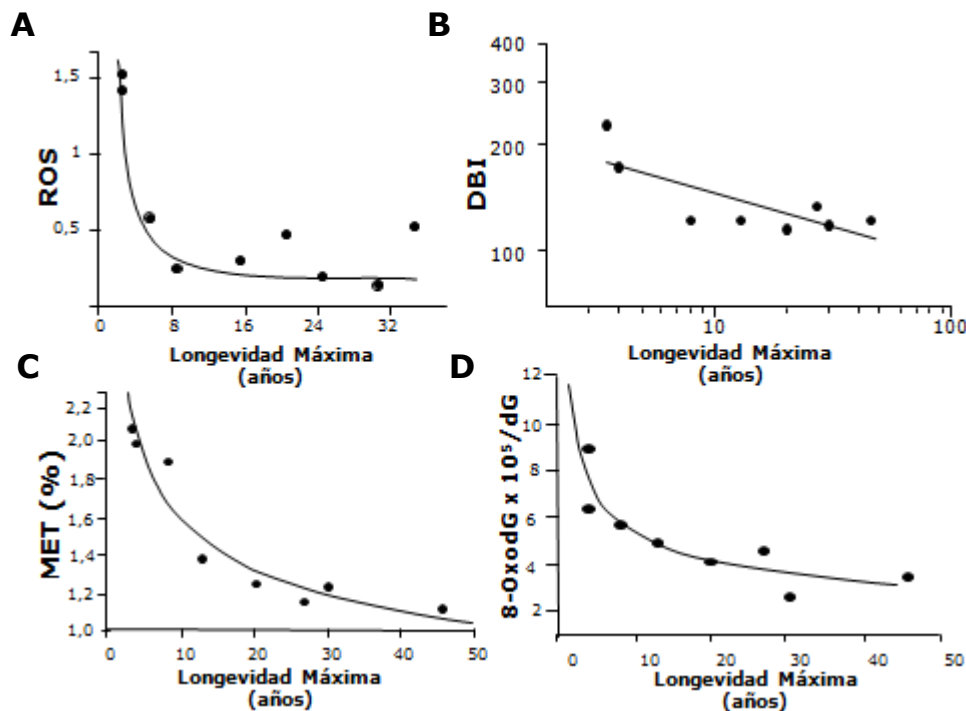 A
ROS
1,5
1
0,5
0 8 16 24 32
Longevidad Máxima
(años)
B
DBI
400
300
200
100
10 100
Longevidad Máxima
(años)
C
MET (%)
2,2
2,0
1,8
1,6
1,4
1,2
1,0
0 10 20 30 40 50
Longevidad Máxima
(años)
D
8-OxodG x 10⁵/dG
12
10
8
6
4
2
0 10 20 30 40 50
Longevidad Máxima
(años)